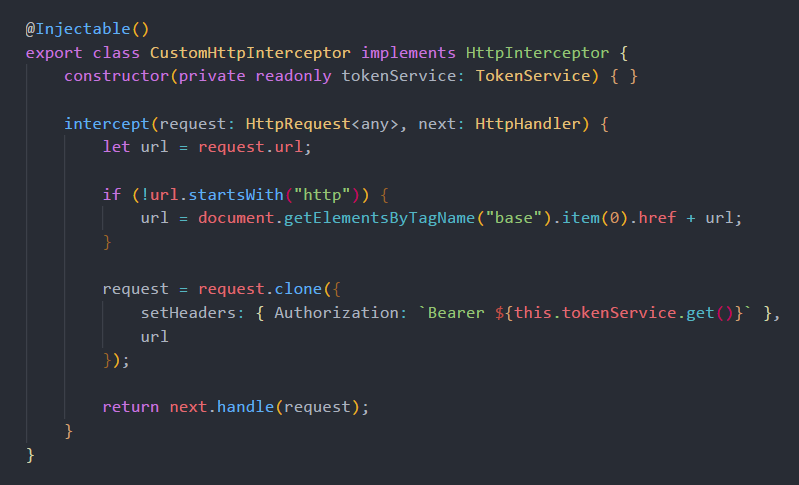 @Injectable()
export class CustomHttpInterceptor implements HttpInterceptor {
    constructor(private readonly tokenService: TokenService) { }
    intercept(request: HttpRequest<any>, next: HttpHandler) {
        let url = request.url;
        if (!url.startsWith("http")) {
            url = document.getElementsByTagName("base").item(0).href + url;
        }
        request = request.clone({
            setHeaders: { Authorization: `Bearer ${this.tokenService.get()}` },
            url
        });
        return next.handle(request);
    }
}